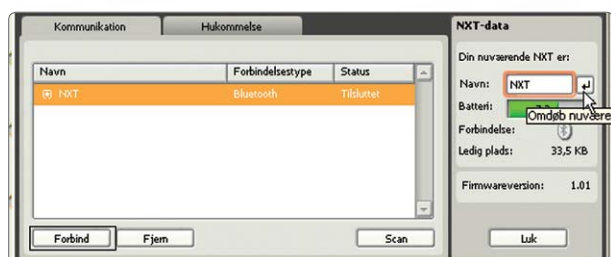 Kommunikation
Hukommelse
Navn
Forbindelsestype
Status
NXT
Bluetooth
Tilsluttet
Forbind
Fjern
Scan
NXT-data
Din nuværende NXT er:
Navn: NXT
Batteri:
Omdøb nuvære
Forbindelse:
Ledig plads: 33,5 KB
Firmwareversion: 1.01
Luk